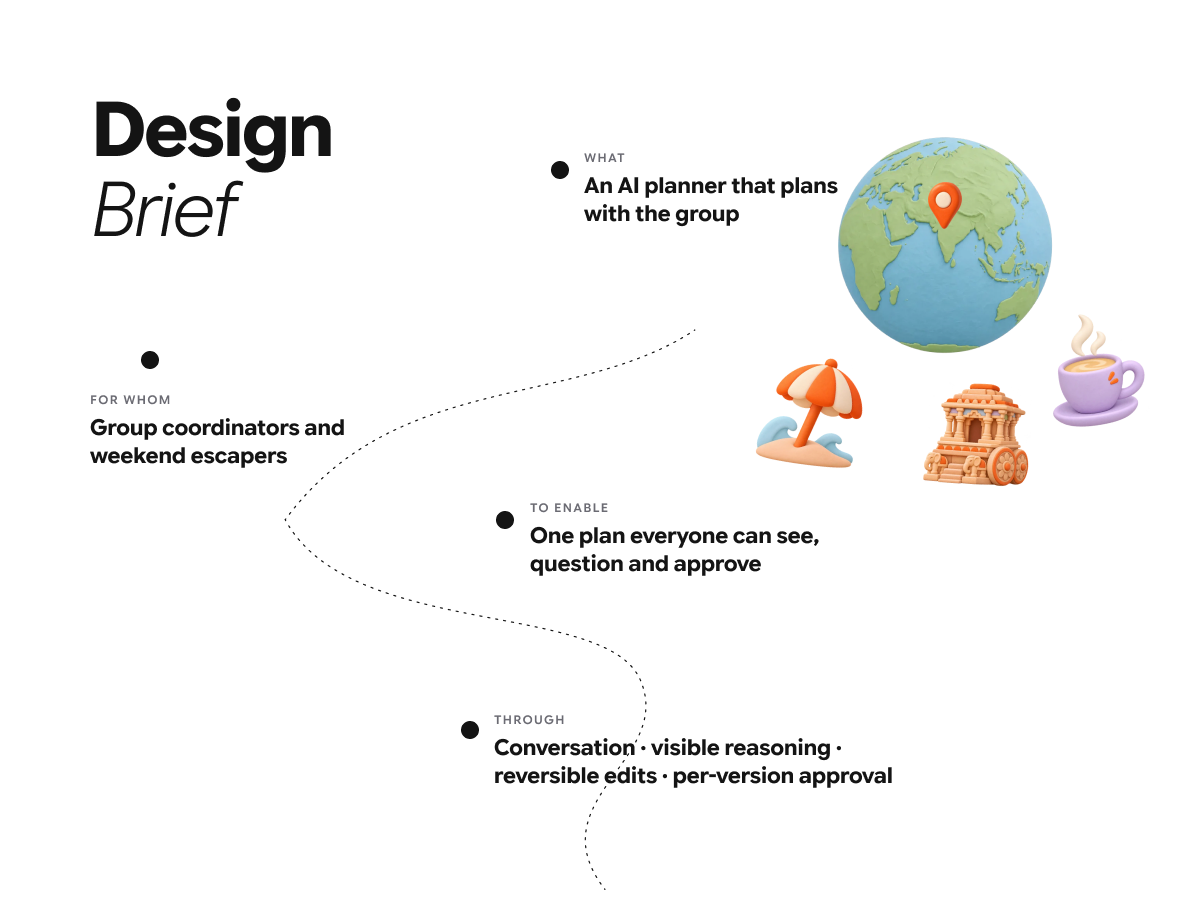 Design
Brief
WHAT
An AI planner that plans
with the group
FOR WHOM
Group coordinators and
weekend escapers
TO ENABLE
One plan everyone can see,
question and approve
THROUGH
Conversation · visible reasoning ·
reversible edits · per-version approval